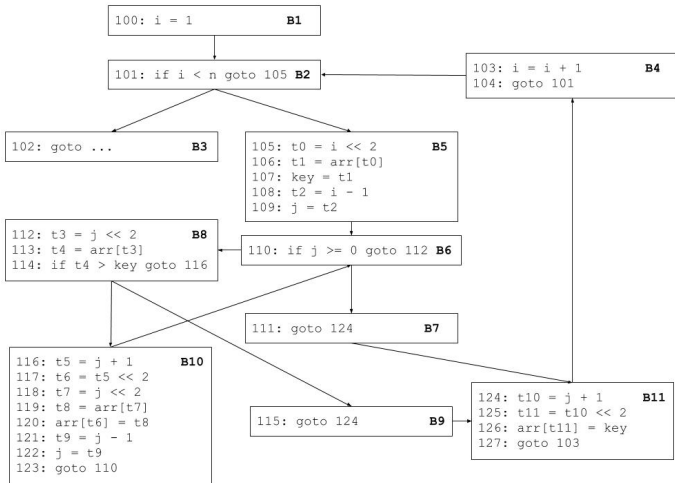 100: i = 1 B1
101: if i < n goto 105 B2
103: i = i + 1 B4
104: goto 101
102: goto ... B3
105: t0 = i << 2 B5
106: t1 = arr[t0]
107: key = t1
108: t2 = i - 1
109: j = t2
112: t3 = j << 2 B8
113: t4 = arr[t3]
114: if t4 > key goto 116
110: if j >= 0 goto 112 B6
111: goto 124 B7
116: t5 = j + 1 B10
117: t6 = t5 << 2
118: t7 = j << 2
119: t8 = arr[t7]
120: arr[t6] = t8
121: t9 = j - 1
122: j = t9
123: goto 110
115: goto 124 B9
124: t10 = j + 1 B11
125: t11 = t10 << 2
126: arr[t11] = key
127: goto 103